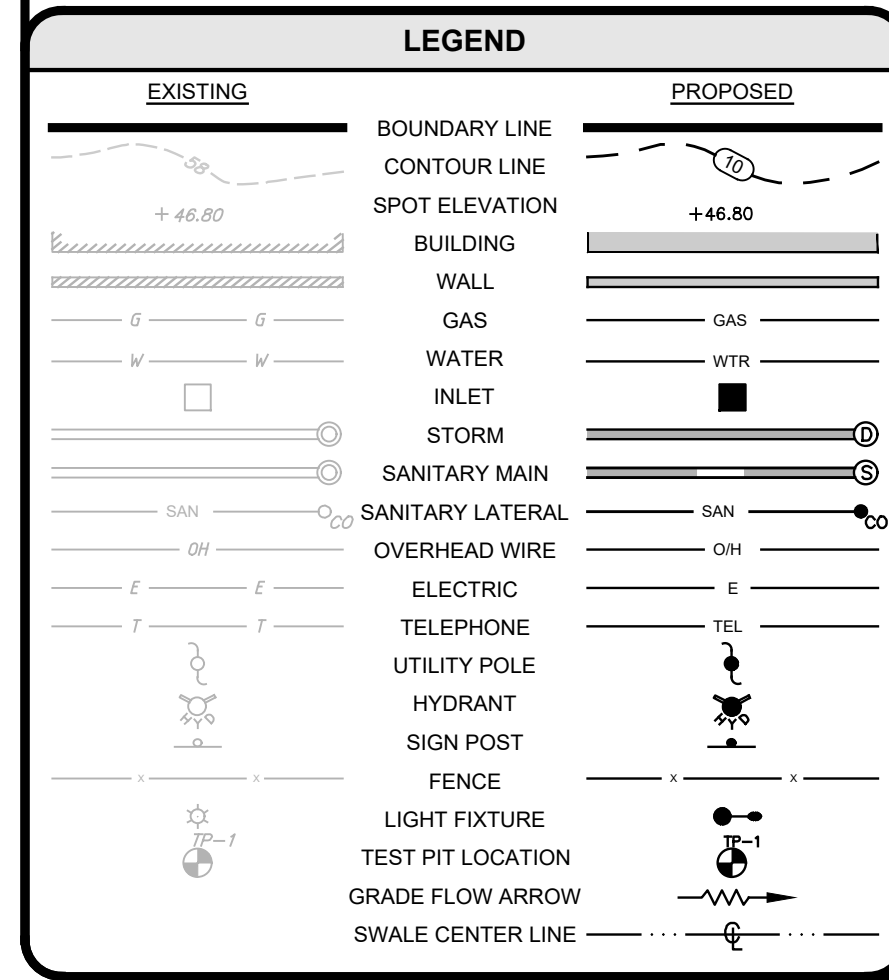 LEGEND
EXISTING PROPOSED
BOUNDARY LINE
58 CONTOUR LINE 10
+ 46.80 SPOT ELEVATION +46.80
BUILDING
WALL
G G GAS GAS
W W WATER WTR
INLET
STORM D
SANITARY MAIN S
SAN CO SANITARY LATERAL SAN CO
OH OVERHEAD WIRE O/H
E E ELECTRIC E
T T TELEPHONE TEL
UTILITY POLE
HYD HYDRANT HYD
SIGN POST
x x FENCE x x
LIGHT FIXTURE
TP-1 TEST PIT LOCATION TP-1
GRADE FLOW ARROW
SWALE CENTER LINE ℄